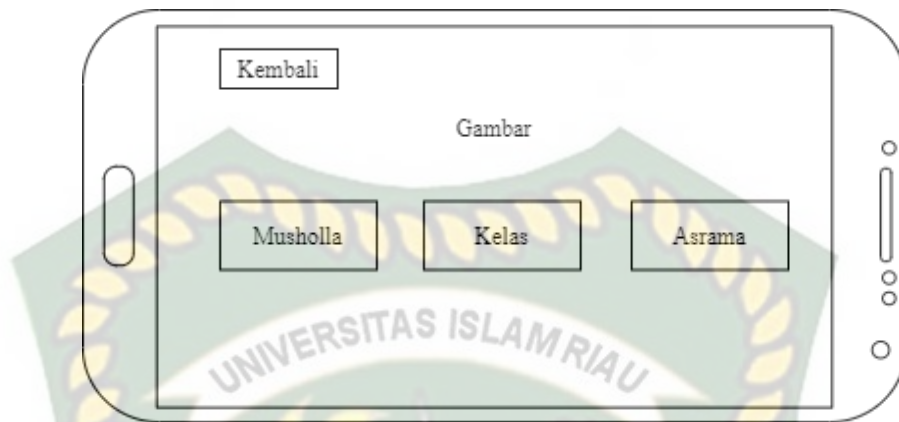 Kembali
Gambar
Musholla
Kelas
Asrama
UNIVERSITAS ISLAM RIAU